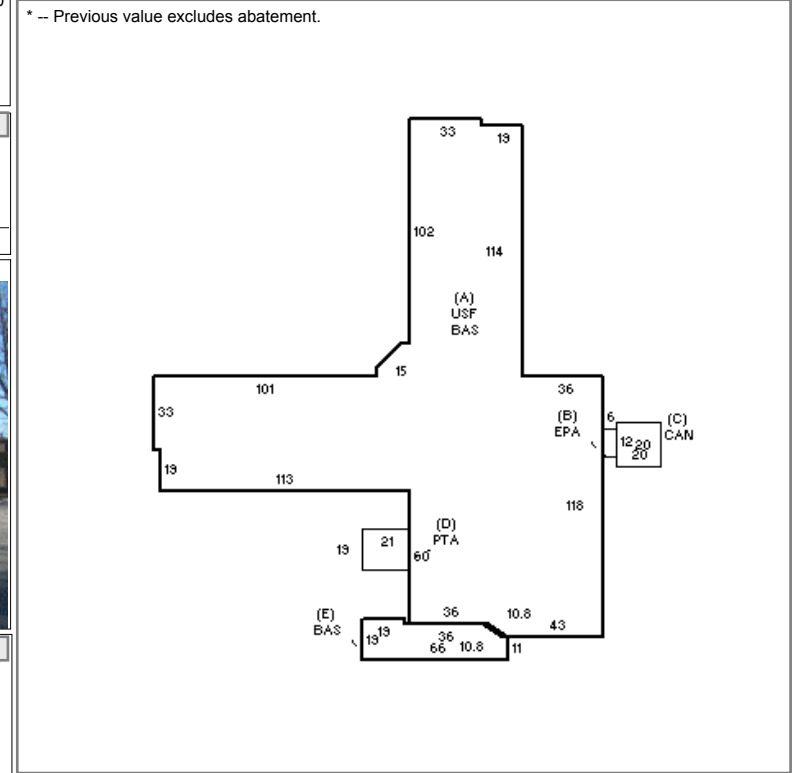 * -- Previous value excludes abatement.
33
19
102
114
(A)
USF
BAS
15
101
36
33
6
(B)
EPA
(C)
CAN
12
20
20
19
113
118
(D)
PTA
21
19
60
(E)
BAS
36
10.8
43
19
19
36
66
10.8
11